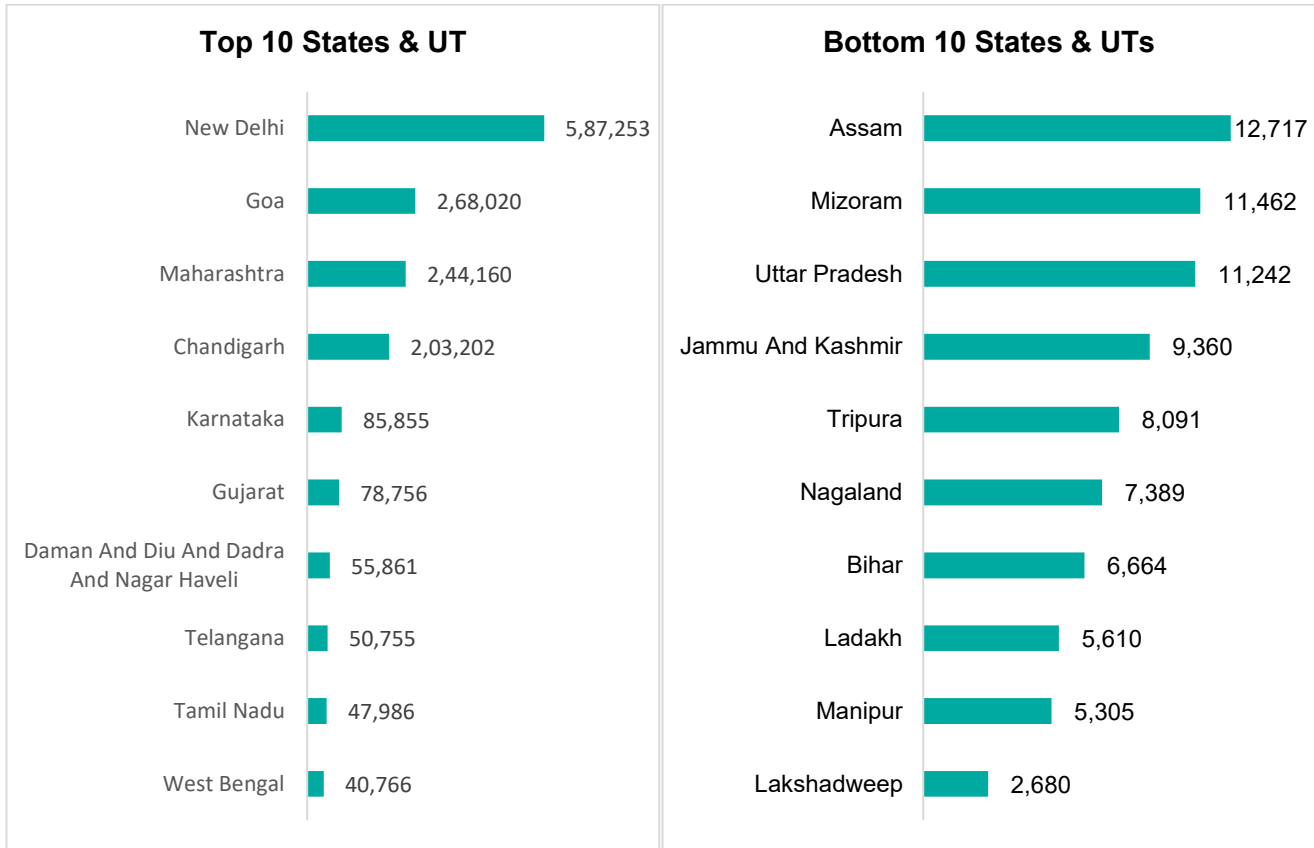 Top 10 States & UT
New Delhi 5,87,253
Goa 2,68,020
Maharashtra 2,44,160
Chandigarh 2,03,202
Karnataka 85,855
Gujarat 78,756
Daman And Diu And Dadra
And Nagar Haveli 55,861
Telangana 50,755
Tamil Nadu 47,986
West Bengal 40,766
Bottom 10 States & UTs
Assam 12,717
Mizoram 11,462
Uttar Pradesh 11,242
Jammu And Kashmir 9,360
Tripura 8,091
Nagaland 7,389
Bihar 6,664
Ladakh 5,610
Manipur 5,305
Lakshadweep 2,680